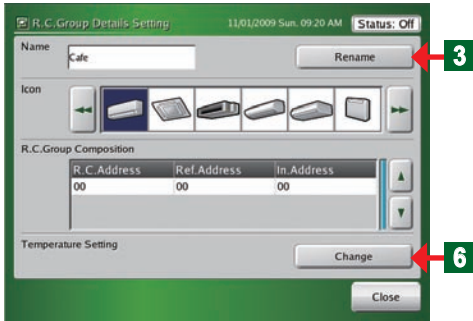 R.C.Group Details Setting 11/01/2009 Sun. 09:20 AM Status: Off
Name Cafe Rename 3
Icon
R.C.Group Composition
R.C.Address Ref.Address In.Address
00 00 00
Temperature Setting Change 6
Close